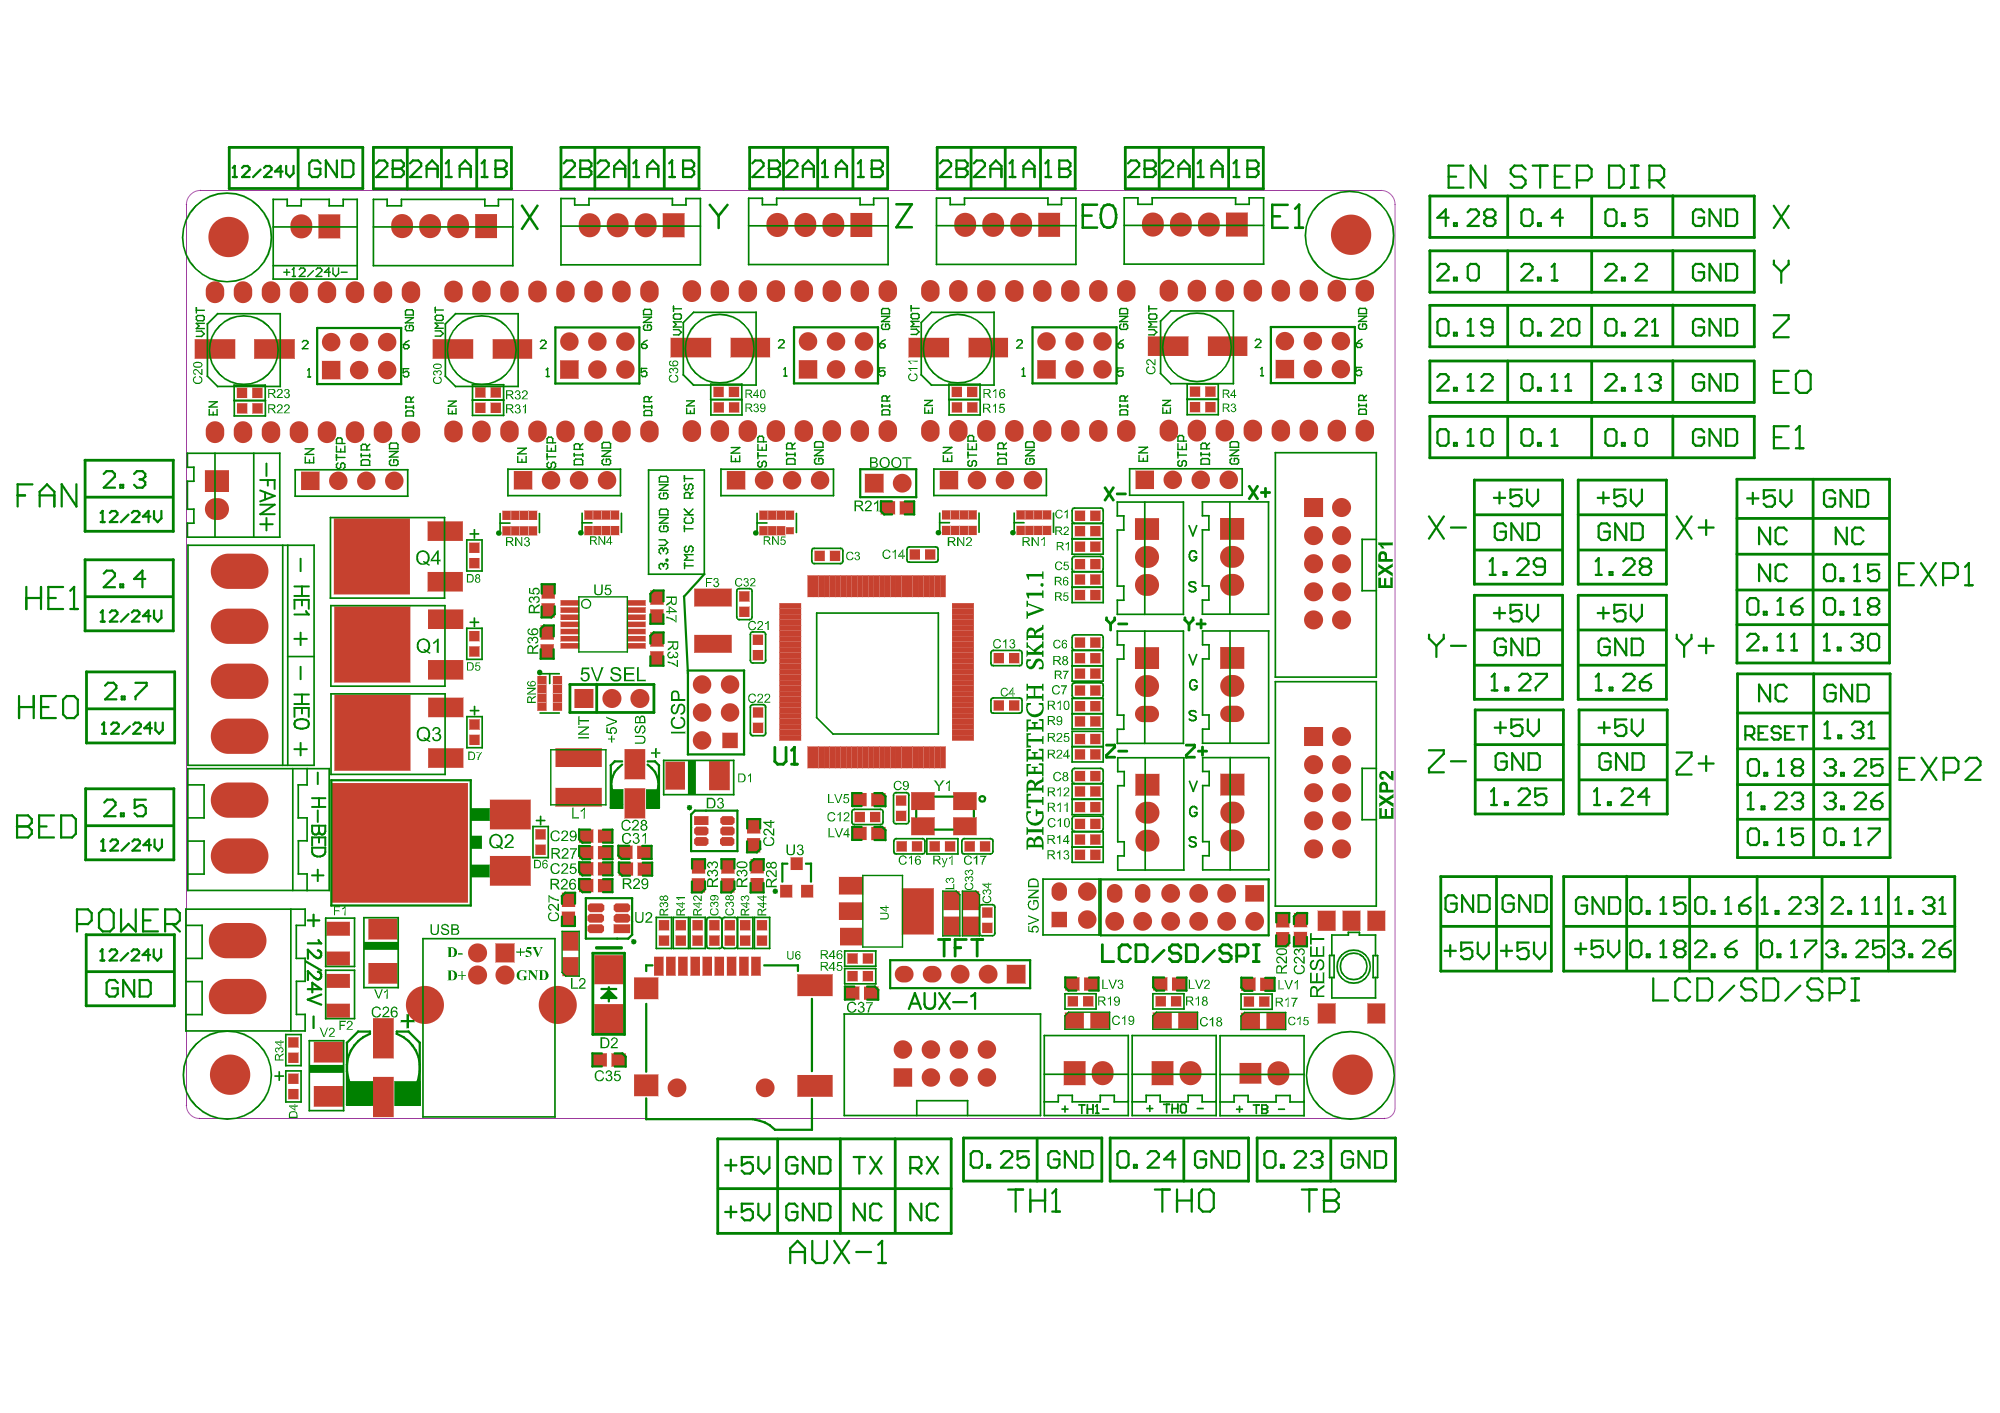 12/24V GND
2B 2A 1A 1B
2B 2A 1A 1B
2B 2A 1A 1B
2B 2A 1A 1B
2B 2A 1A 1B
X
Y
Z
E0
E1
+12/24V-
EN STEP DIR
4.28 0.4 0.5 GND X
2.0 2.1 2.2 GND Y
0.19 0.20 0.21 GND Z
2.12 0.11 2.13 GND E0
0.10 0.1 0.0 GND E1
VMOT
GND
C20
2
6
1
5
R23
R22
EN
DIR
VMOT
GND
C30
2
6
1
5
R32
R31
EN
DIR
VMOT
GND
C36
2
6
1
5
R40
R39
EN
DIR
VMOT
GND
C11
2
6
1
5
R16
R15
EN
DIR
VMOT
GND
C2
2
6
1
5
R4
R3
EN
DIR
EN STEP DIR GND
EN STEP DIR GND
EN STEP DIR GND
EN STEP DIR GND
EN STEP DIR GND
FAN
2.3
12/24V
-FAN+
HE1
2.4
12/24V
- HE1 +
HE0
2.7
12/24V
- HE0 +
BED
2.5
12/24V
- H-BED +
POWER
12/24V
GND
+ 12/24V -
Q4
+
D8
Q1
+
D5
Q3
+
D7
Q2
+
D6
RN3
RN4
RN5
RN2
RN1
3.3V GND GND GND
TMS TCK RST
BOOT
R21
C3
C14
R35
R36
U5
R47
R37
RN6
5V SEL
INT
+5V
USB
F3
C32
C21
C22
ICSP
U1
C13
C4
BIGTREETECH SKR V1.1
L1
+
C28
D1
D3
C24
C29
R27
C25
R26
C31
R29
C27
U2
R33
R30
R28
U3
R38
R41
R42
C39
C38
R43
R44
U6
LV5
C12
LV4
C9
Y1
C16
Ry1
C17
U4
L3
C33
C34
TFT
R46
R45
C37
AUX-1
C1
R2
R1
C5
R6
R5
C6
R8
R7
C7
R10
R9
R25
R24
C8
R12
R11
C10
R14
R13
X-
X+
V
G
S
Y-
Y+
V
G
S
Z-
Z+
V
G
S
EXP1
EXP2
5V GND
LCD/SD/SPI
R20
C23
RESET
LV3
R19
C19
LV2
R18
C18
LV1
R17
C15
+ TH1-
+ TH0 -
+ TB -
F1
F2
V1
V2
C26
+
R34
+
D4
USB
D-
+5V
D+
GND
L2
D2
C35
X-
+5V
GND
1.29
+5V
GND
1.28
X+
Y-
+5V
GND
1.27
+5V
GND
1.26
Y+
Z-
+5V
GND
1.25
+5V
GND
1.24
Z+
+5V GND
NC NC
NC 0.15
0.16 0.18
2.11 1.30
EXP1
NC GND
RESET 1.31
0.18 3.25
1.23 3.26
0.15 0.17
EXP2
GND GND
+5V +5V
GND 0.15 0.16 1.23 2.11 1.31
+5V 0.18 2.6 0.17 3.25 3.26
LCD/SD/SPI
+5V GND TX RX
+5V GND NC NC
AUX-1
0.25 GND
TH1
0.24 GND
TH0
0.23 GND
TB